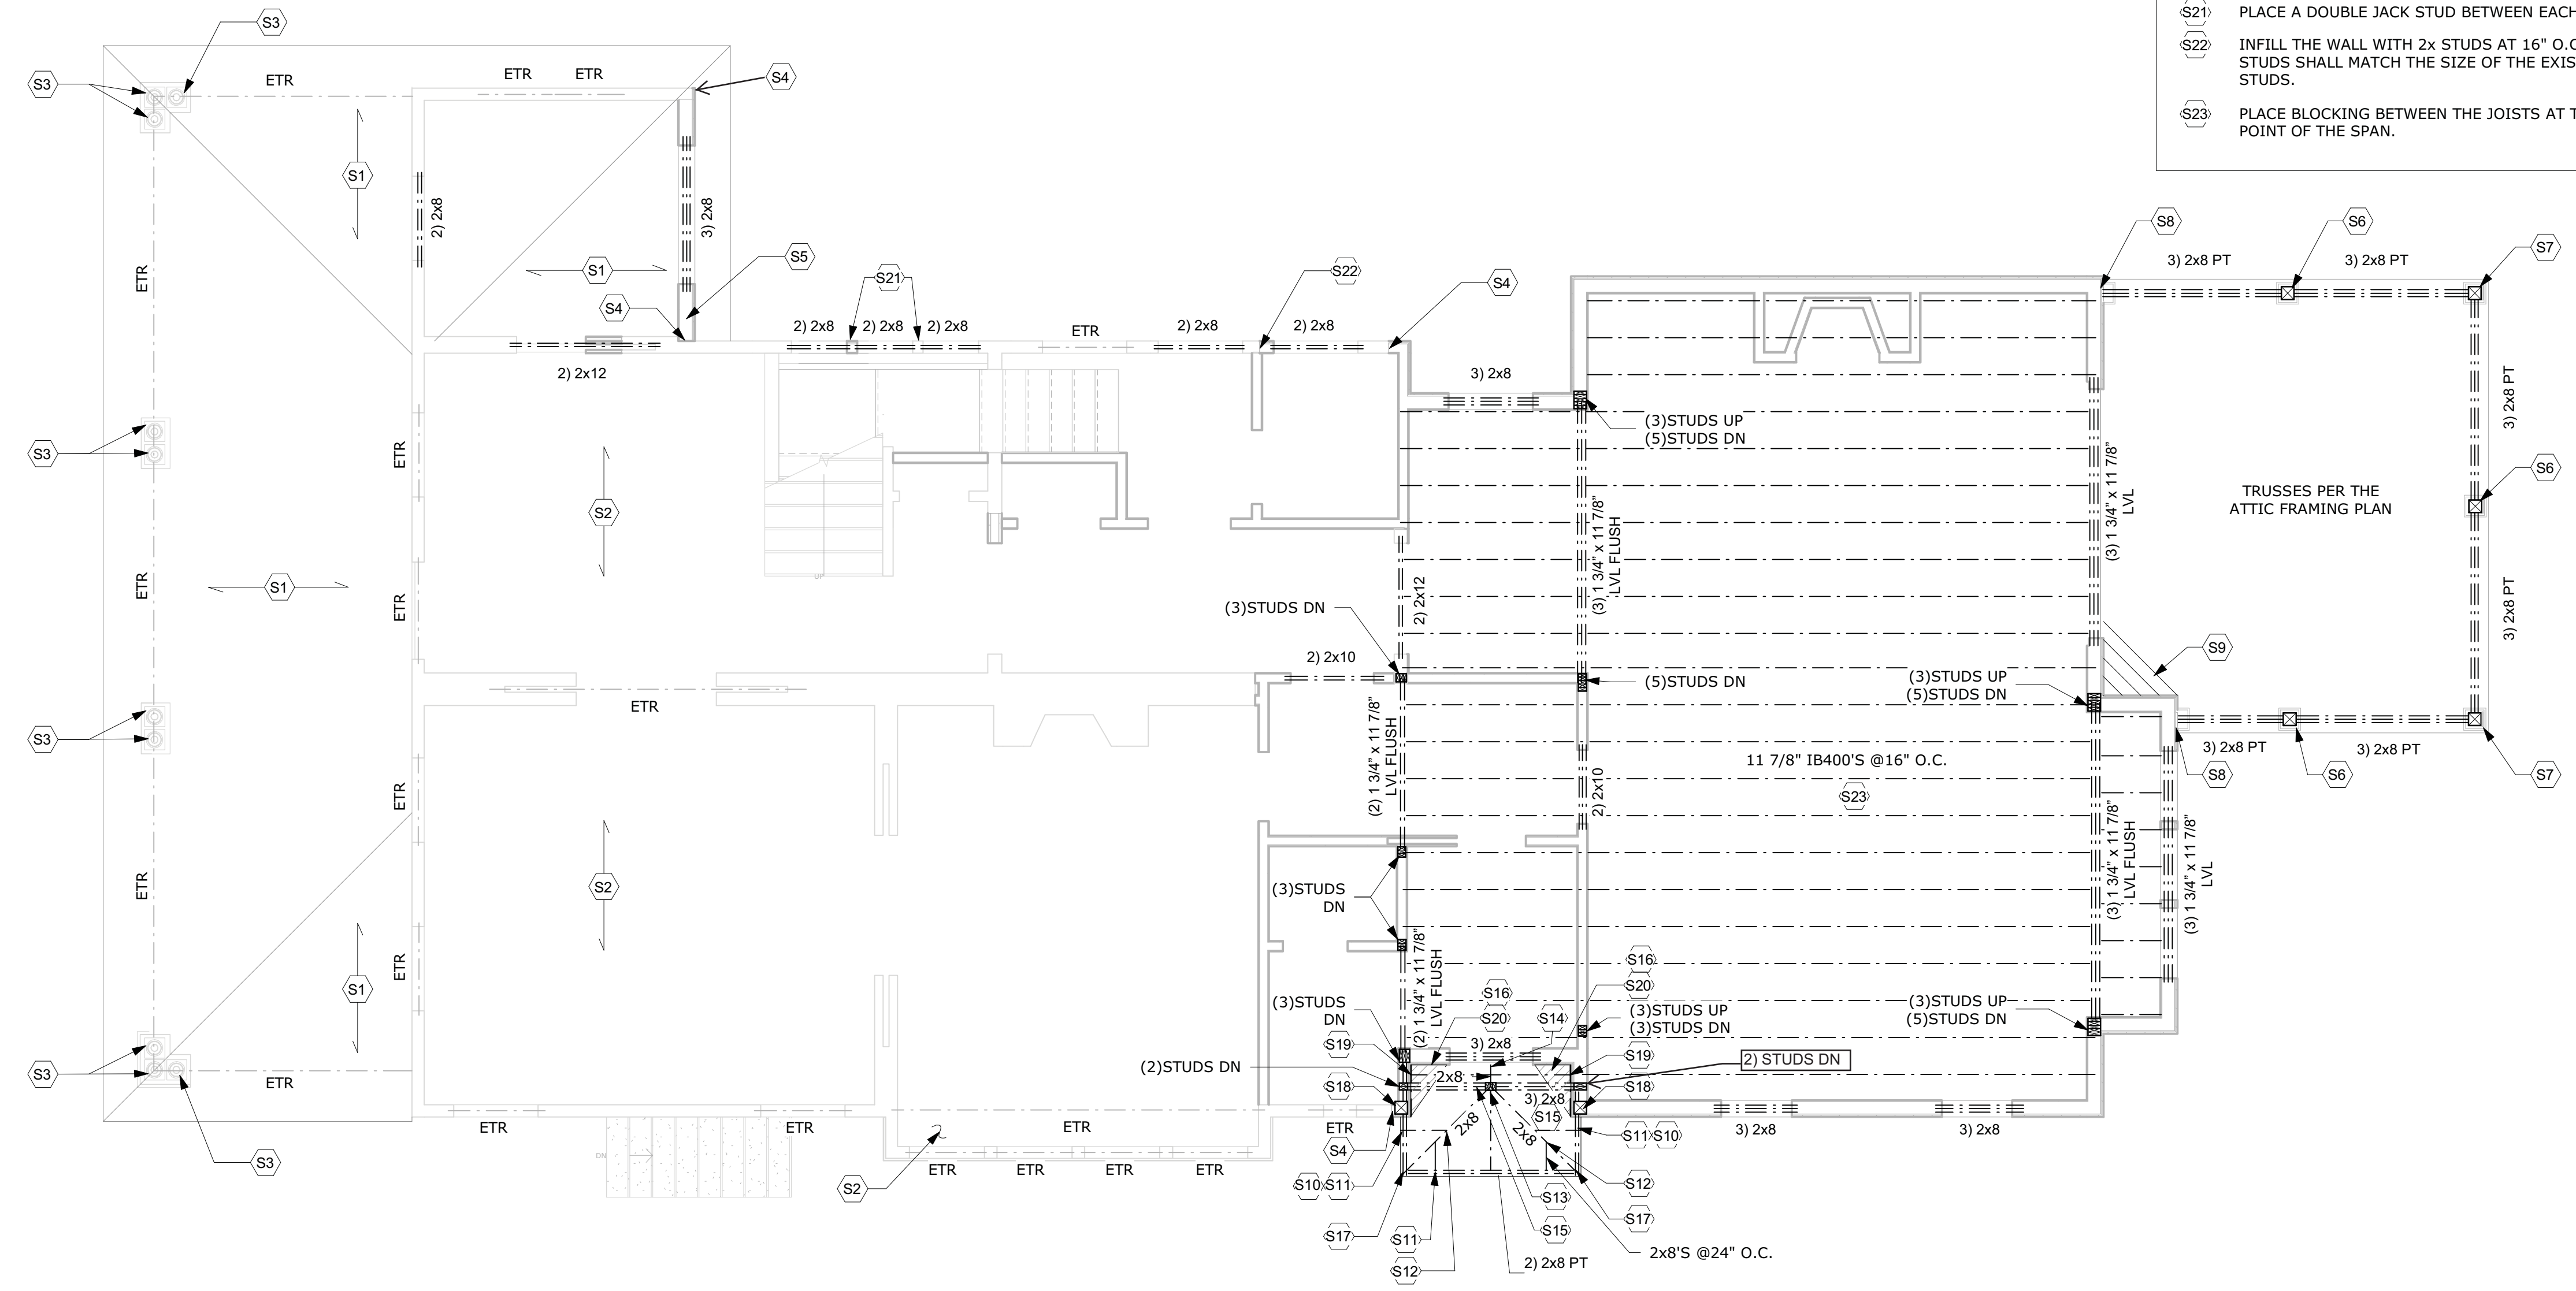 S21 PLACE A DOUBLE JACK STUD BETWEEN EACH
S22 INFILL THE WALL WITH 2x STUDS AT 16" O.C
STUDS SHALL MATCH THE SIZE OF THE EXIS
STUDS.
S23 PLACE BLOCKING BETWEEN THE JOISTS AT T
POINT OF THE SPAN.
S3
S3
ETR
ETR
ETR
S4
S1
2) 2x8
3) 2x8
S5
S1
S4
ETR
S21
2) 2x8
2) 2x8
2) 2x8
ETR
2) 2x8
S22
2) 2x8
S4
2) 2x12
3) 2x8
S8
S6
S7
3) 2x8 PT
3) 2x8 PT
3) 2x8 PT
(3)STUDS UP
(5)STUDS DN
S3
ETR
S2
(3) 1 3/4" x 11 7/8"
LVL FLUSH
(3) 1 3/4" x 11 7/8"
LVL
S6
TRUSSES PER THE
ATTIC FRAMING PLAN
ETR
S1
ETR
UP
2) 2x12
(3)STUDS DN
3) 2x8 PT
S9
2) 2x10
(5)STUDS DN
(3)STUDS UP
(5)STUDS DN
ETR
S3
(2) 1 3/4" x 11 7/8"
LVL FLUSH
2) 2x10
11 7/8" IB400'S @16" O.C.
S23
3) 2x8 PT
3) 2x8 PT
S8
S6
S7
ETR
ETR
S2
(3)STUDS
DN
(3) 1 3/4" x 11 7/8"
LVL FLUSH
(3) 1 3/4" x 11 7/8"
LVL
ETR
S1
(2) 1 3/4" x 11 7/8"
LVL FLUSH
S16
S20
S16
S20
S14
(3)STUDS
DN
(3)STUDS UP
(3)STUDS DN
(3)STUDS UP
(5)STUDS DN
S19
3) 2x8
S19
2) STUDS DN
(2)STUDS DN
2x8
S18
S18
S3
ETR
3) 2x8
S15
2x8
2x8
ETR
ETR
ETR
ETR
S4
S11
S10
3) 2x8
3) 2x8
DN
S3
S2
ETR
ETR
ETR
ETR
S10
S11
S12
S13
S17
S15
S17
S11
S12
2) 2x8 PT
2x8'S @24" O.C.